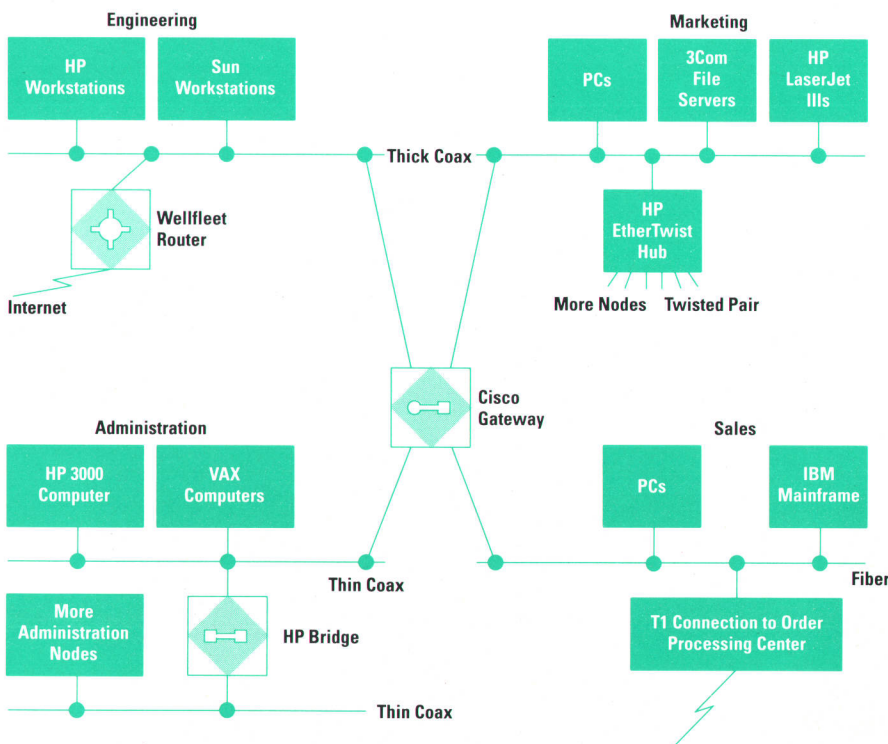 Engineering
HP
Workstations
Sun
Workstations
Wellfleet
Router
Internet
Thick Coax
Marketing
PCs
3Com
File
Servers
HP
LaserJet
IIIs
HP
EtherTwist
Hub
More Nodes
Twisted Pair
Cisco
Gateway
Administration
HP 3000
Computer
VAX
Computers
Thin Coax
More
Administration
Nodes
HP Bridge
Thin Coax
Sales
PCs
IBM
Mainframe
Fiber
T1 Connection to Order
Processing Center